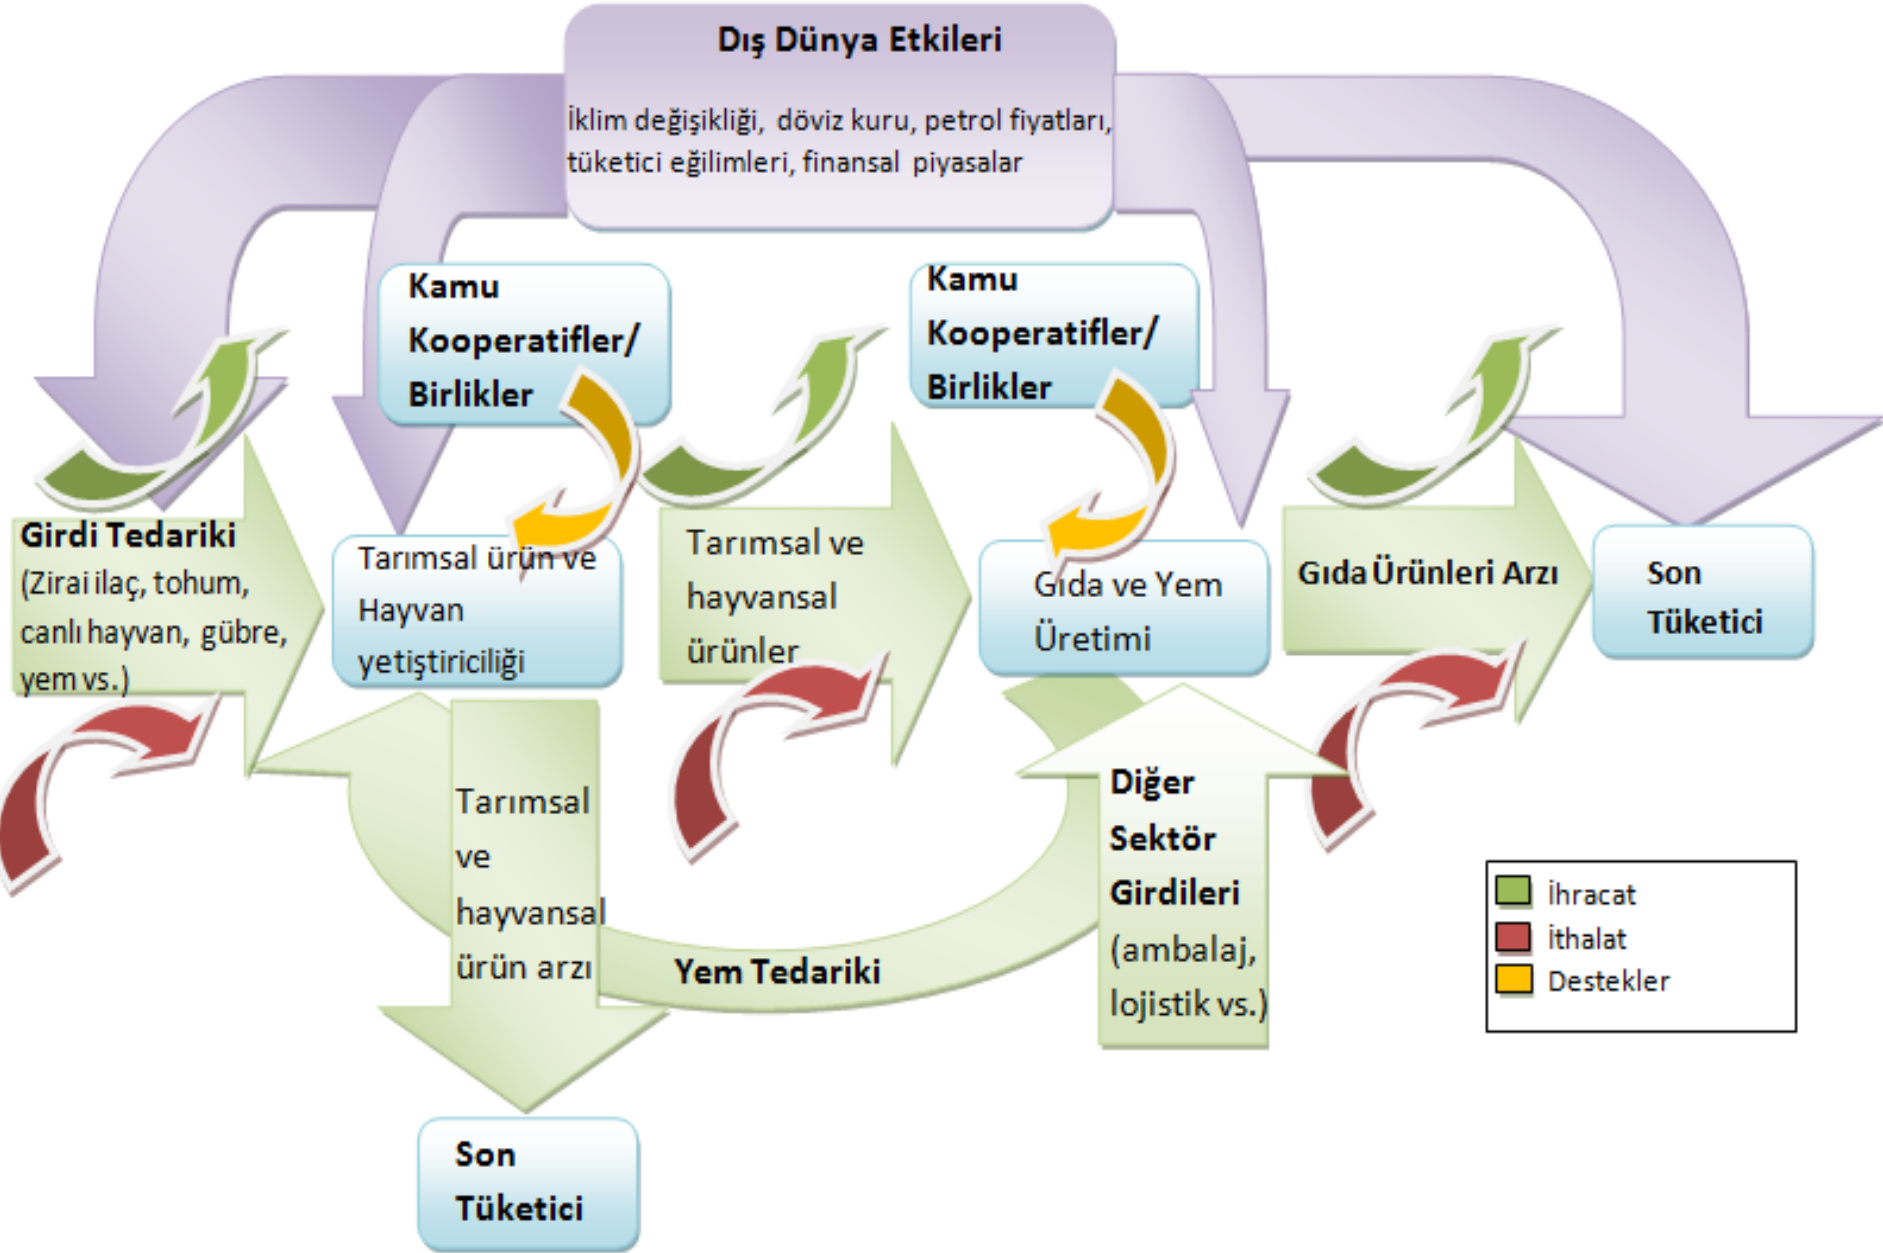 Dış Dünya Etkileri
İklim değişikliği, döviz kuru, petrol fiyatları,
tüketici eğilimleri, finansal piyasalar
Kamu
Kooperatifler/
Birlikler
Kamu
Kooperatifler/
Birlikler
Girdi Tedariki
(Zirai ilaç, tohum,
canlı hayvan, gübre,
yem vs.)
Tarımsal ürün ve
Hayvan
yetiştiriciliği
Tarımsal ve
hayvansal
ürünler
Gıda ve Yem
Üretimi
Gıda Ürünleri Arzı
Son
Tüketici
Tarımsal
ve
hayvansal
ürün arzı
Yem Tedariki
Diğer
Sektör
Girdileri
(ambalaj,
lojistik vs.)
İhracat
İthalat
Destekler
Son
Tüketici